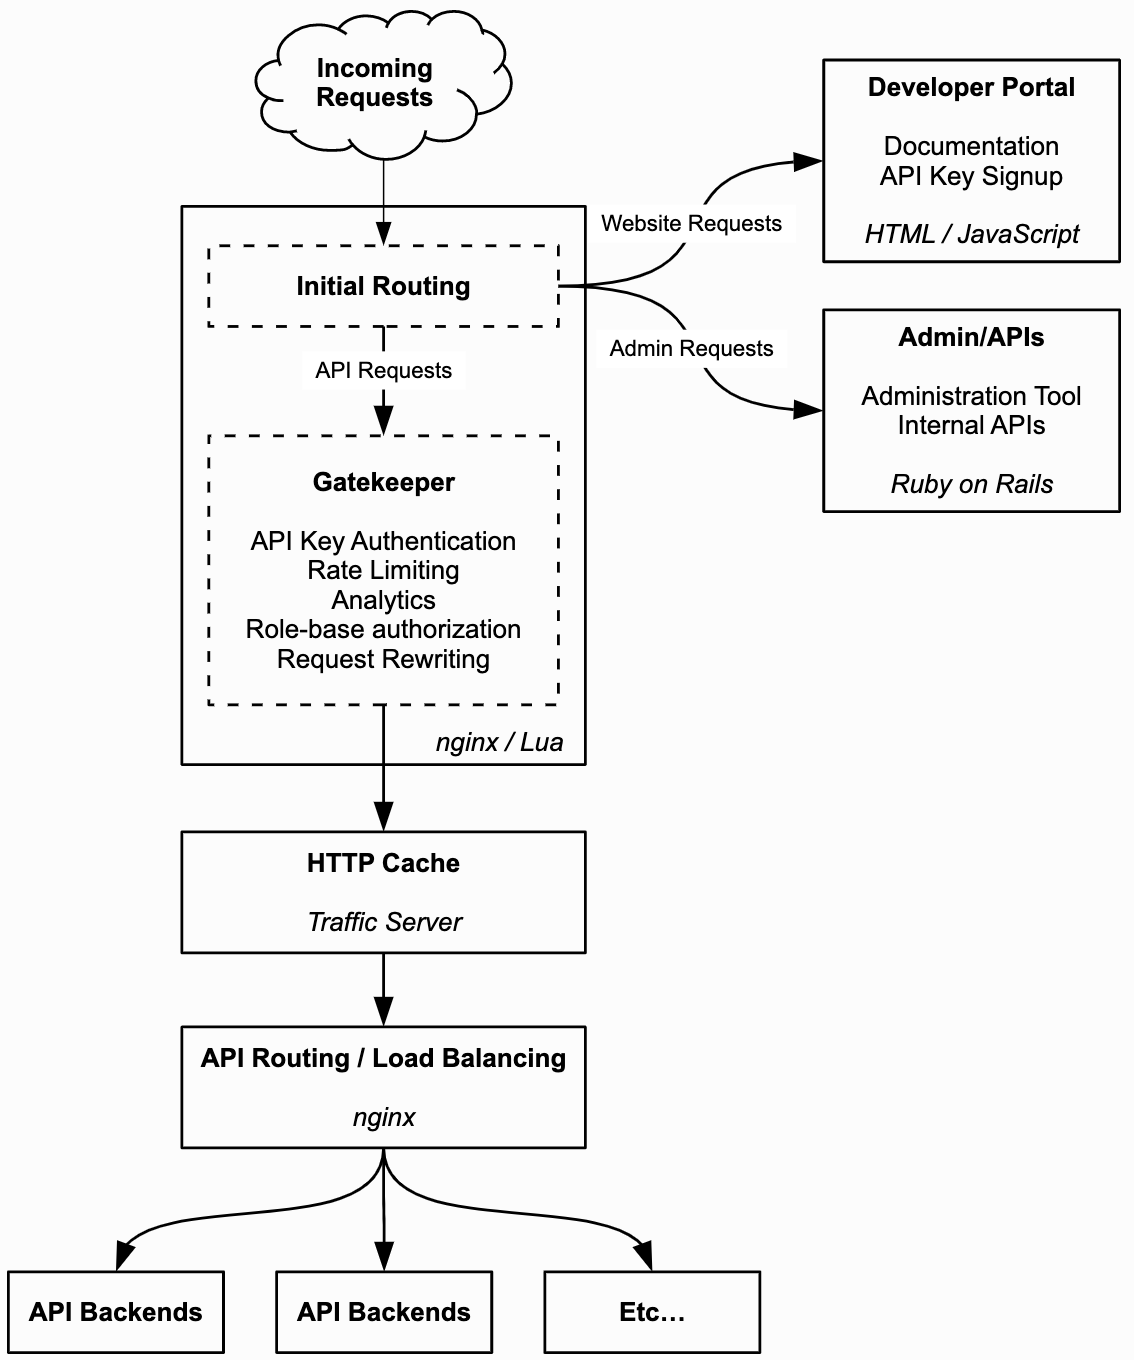 Incoming
Requests
Developer Portal
Documentation
API Key Signup
HTML / JavaScript
Website Requests
Initial Routing
Admin Requests
Admin/APIs
Administration Tool
Internal APIs
Ruby on Rails
API Requests
Gatekeeper
API Key Authentication
Rate Limiting
Analytics
Role-base authorization
Request Rewriting
nginx / Lua
HTTP Cache
Traffic Server
API Routing / Load Balancing
nginx
API Backends
API Backends
Etc…